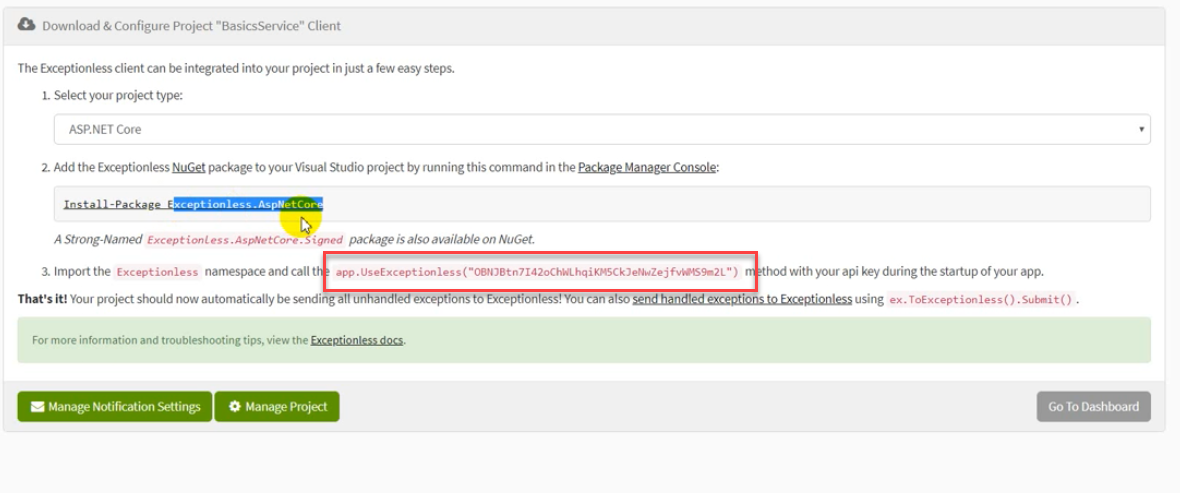 Download & Configure Project "BasicsService" Client
The Exceptionless client can be integrated into your project in just a few easy steps.
1. Select your project type:
ASP.NET Core
2. Add the Exceptionless NuGet package to your Visual Studio project by running this command in the Package Manager Console:
Install-Package Exceptionless.AspNetCore
A Strong-Named Exceptionless.AspNetCore.Signed package is also available on NuGet.
3. Import the Exceptionless namespace and call the app.UseExceptionless("OBNJBtn7I42oChWLhqiKM5CkJeNwZejfvWMS9m2L") method with your api key during the startup of your app.
That's it! Your project should now automatically be sending all unhandled exceptions to Exceptionless! You can also send handled exceptions to Exceptionless using ex.ToExceptionless().Submit().
For more information and troubleshooting tips, view the Exceptionless docs.
Manage Notification Settings Manage Project Go To Dashboard